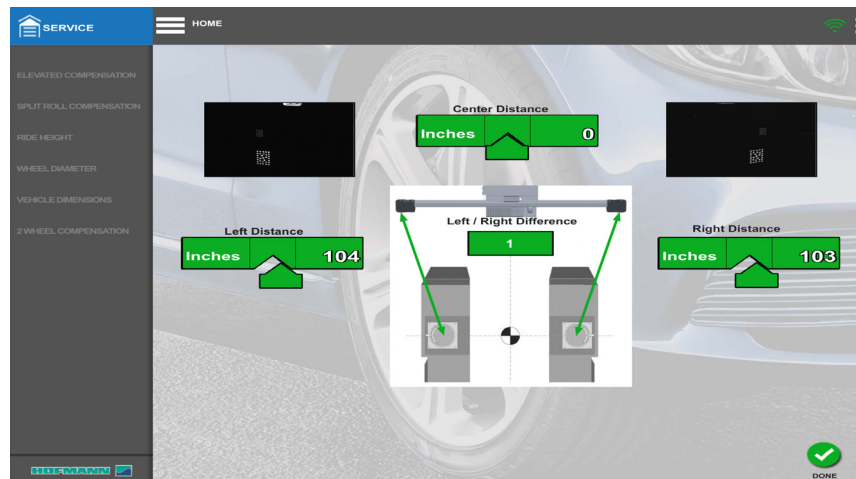 SERVICE
HOME
ELEVATED COMPENSATION
SPLIT ROLL COMPENSATION
RIDE HEIGHT
WHEEL DIAMETER
VEHICLE DIMENSIONS
2 WHEEL COMPENSATION
Center Distance
Inches 0
Left / Right Difference
1
Left Distance
Inches 104
Right Distance
Inches 103
HOFMANN
DONE